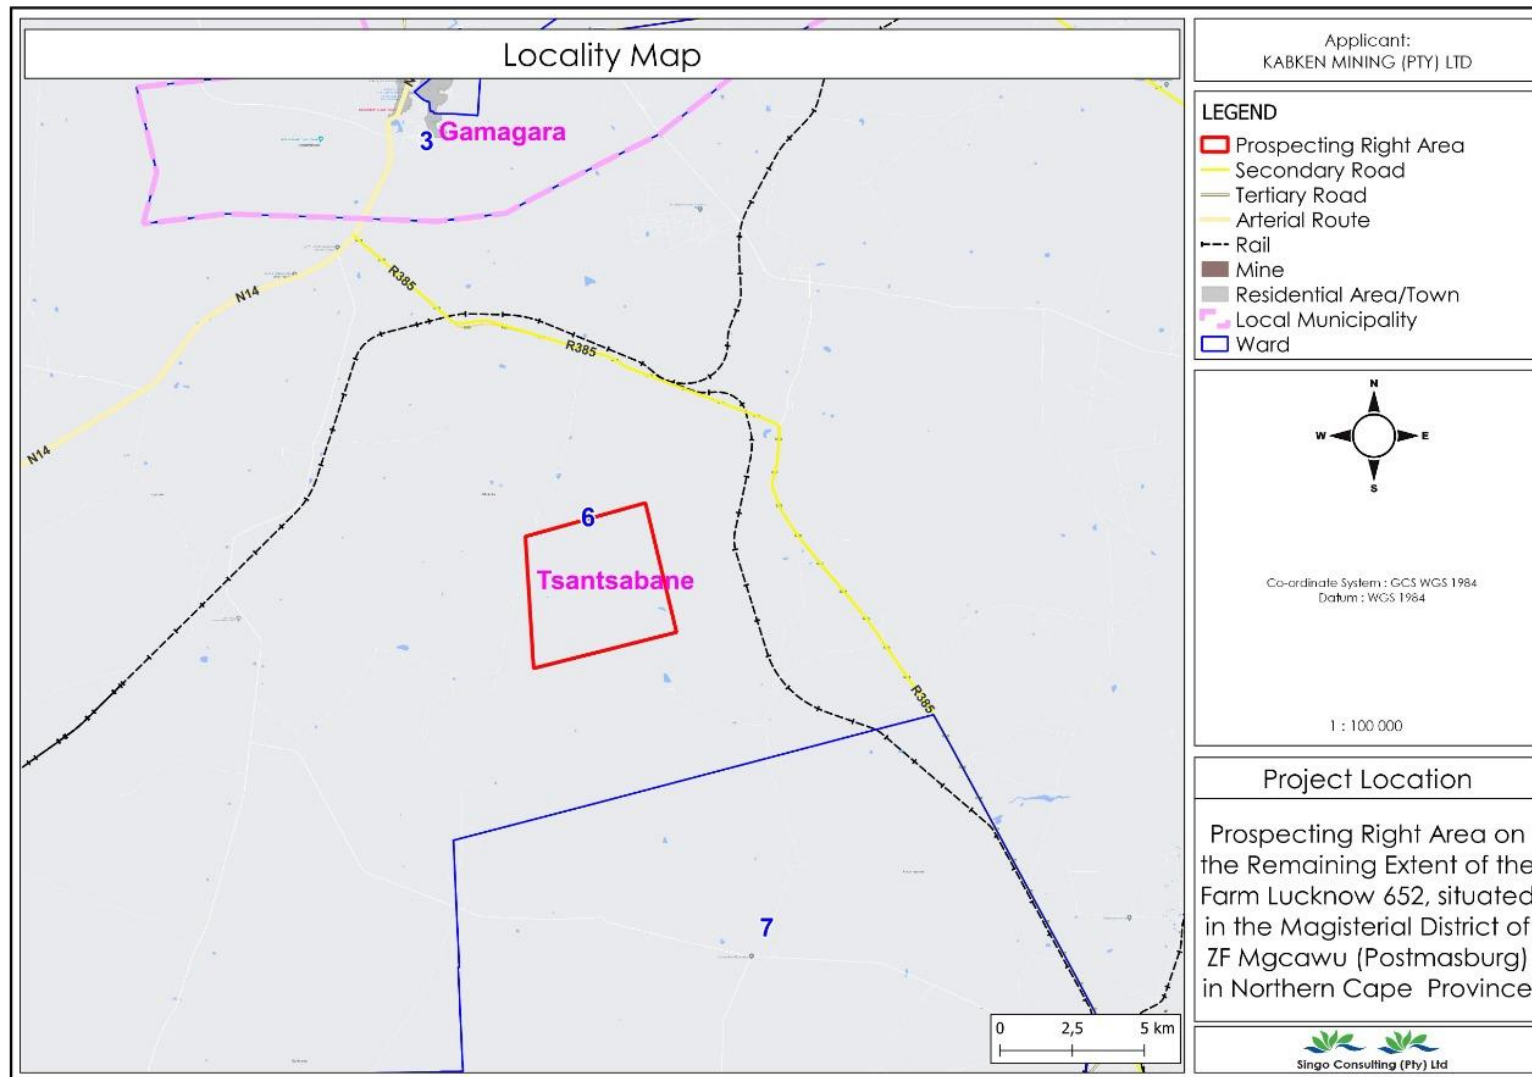 Locality Map
Gamagara
3
R385
N14
R385
N14
6
Tsantsabane
R385
7
0 2,5 5 km
Applicant:
KABKEN MINING (PTY) LTD
LEGEND
Prospecting Right Area
Secondary Road
Tertiary Road
Arterial Route
Rail
Mine
Residential Area/Town
Local Municipality
Ward
N
W E
S
Co-ordinate System : GCS WGS 1984
Datum : WGS 1984
1 : 100 000
Project Location
Prospecting Right Area on
the Remaining Extent of the
Farm Lucknow 652, situated
in the Magisterial District of
ZF Mgcawu (Postmasburg)
in Northern Cape Province
Singo Consulting (Pty) Ltd